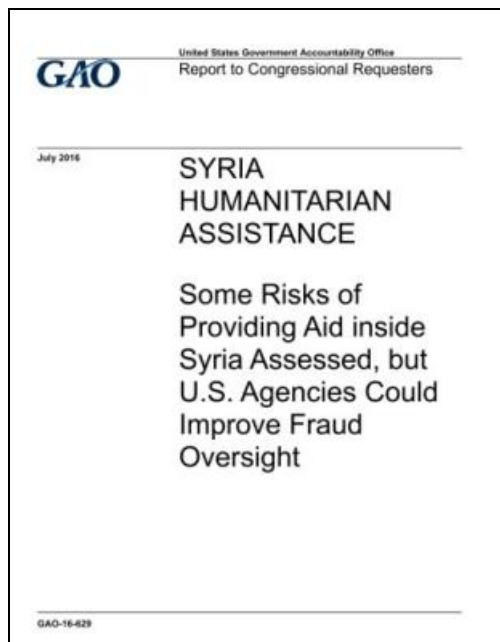 United States Government Accountability Office
GAO
Report to Congressional Requesters
July 2016
SYRIA
HUMANITARIAN
ASSISTANCE
Some Risks of
Providing Aid inside
Syria Assessed, but
U.S. Agencies Could
Improve Fraud
Oversight
GAO-16-629